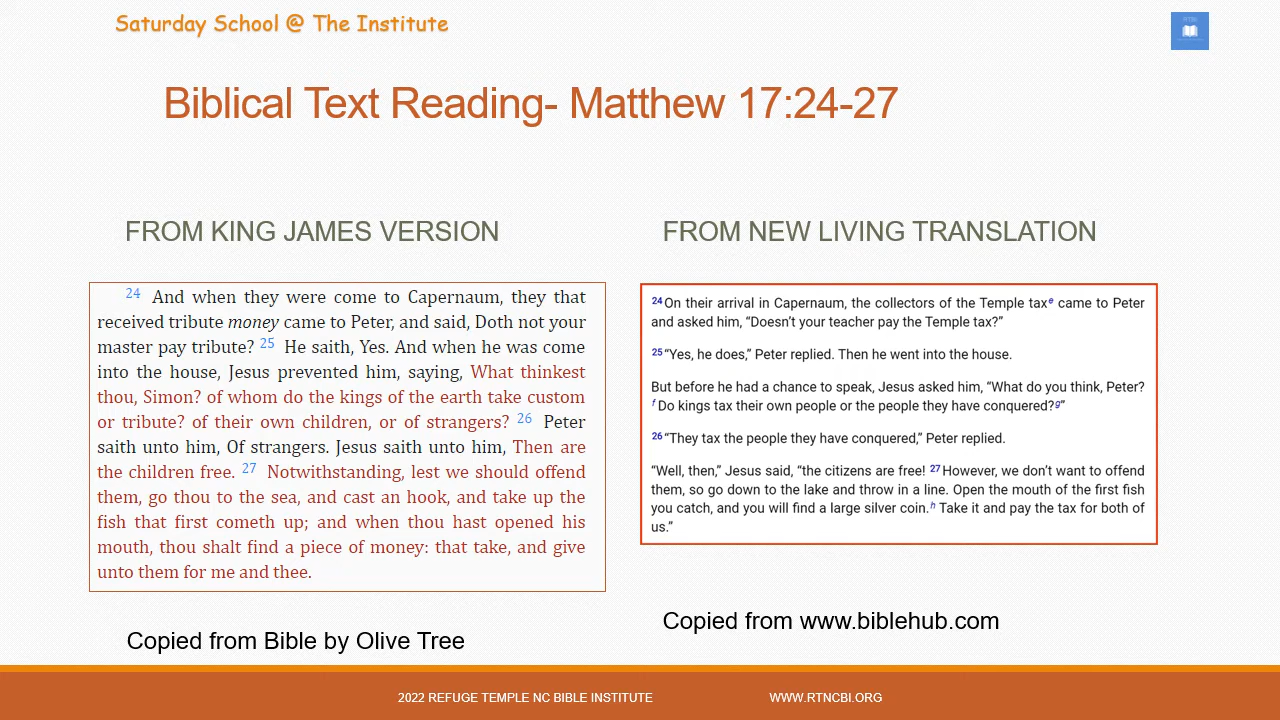 Saturday School @ The Institute
RTBI
Biblical Text Reading- Matthew 17:24-27
FROM KING JAMES VERSION
24 And when they were come to Capernaum, they that
received tribute money came to Peter, and said, Doth not your
master pay tribute? 25 He saith, Yes. And when he was come
into the house, Jesus prevented him, saying, What thinkest
thou, Simon? of whom do the kings of the earth take custom
or tribute? of their own children, or of strangers? 26 Peter
saith unto him, Of strangers. Jesus saith unto him, Then are
the children free. 27 Notwithstanding, lest we should offend
them, go thou to the sea, and cast an hook, and take up the
fish that first cometh up; and when thou hast opened his
mouth, thou shalt find a piece of money: that take, and give
unto them for me and thee.
Copied from Bible by Olive Tree
FROM NEW LIVING TRANSLATION
24 On their arrival in Capernaum, the collectors of the Temple tax e came to Peter
and asked him, “Doesn’t your teacher pay the Temple tax?”
25 “Yes, he does,” Peter replied. Then he went into the house.
But before he had a chance to speak, Jesus asked him, “What do you think, Peter?
f Do kings tax their own people or the people they have conquered? g”
26 “They tax the people they have conquered,” Peter replied.
“Well, then,” Jesus said, “the citizens are free! 27 However, we don’t want to offend
them, so go down to the lake and throw in a line. Open the mouth of the first fish
you catch, and you will find a large silver coin. h Take it and pay the tax for both of
us.”
Copied from www.biblehub.com
2022 REFUGE TEMPLE NC BIBLE INSTITUTE
WWW.RTNCBI.ORG